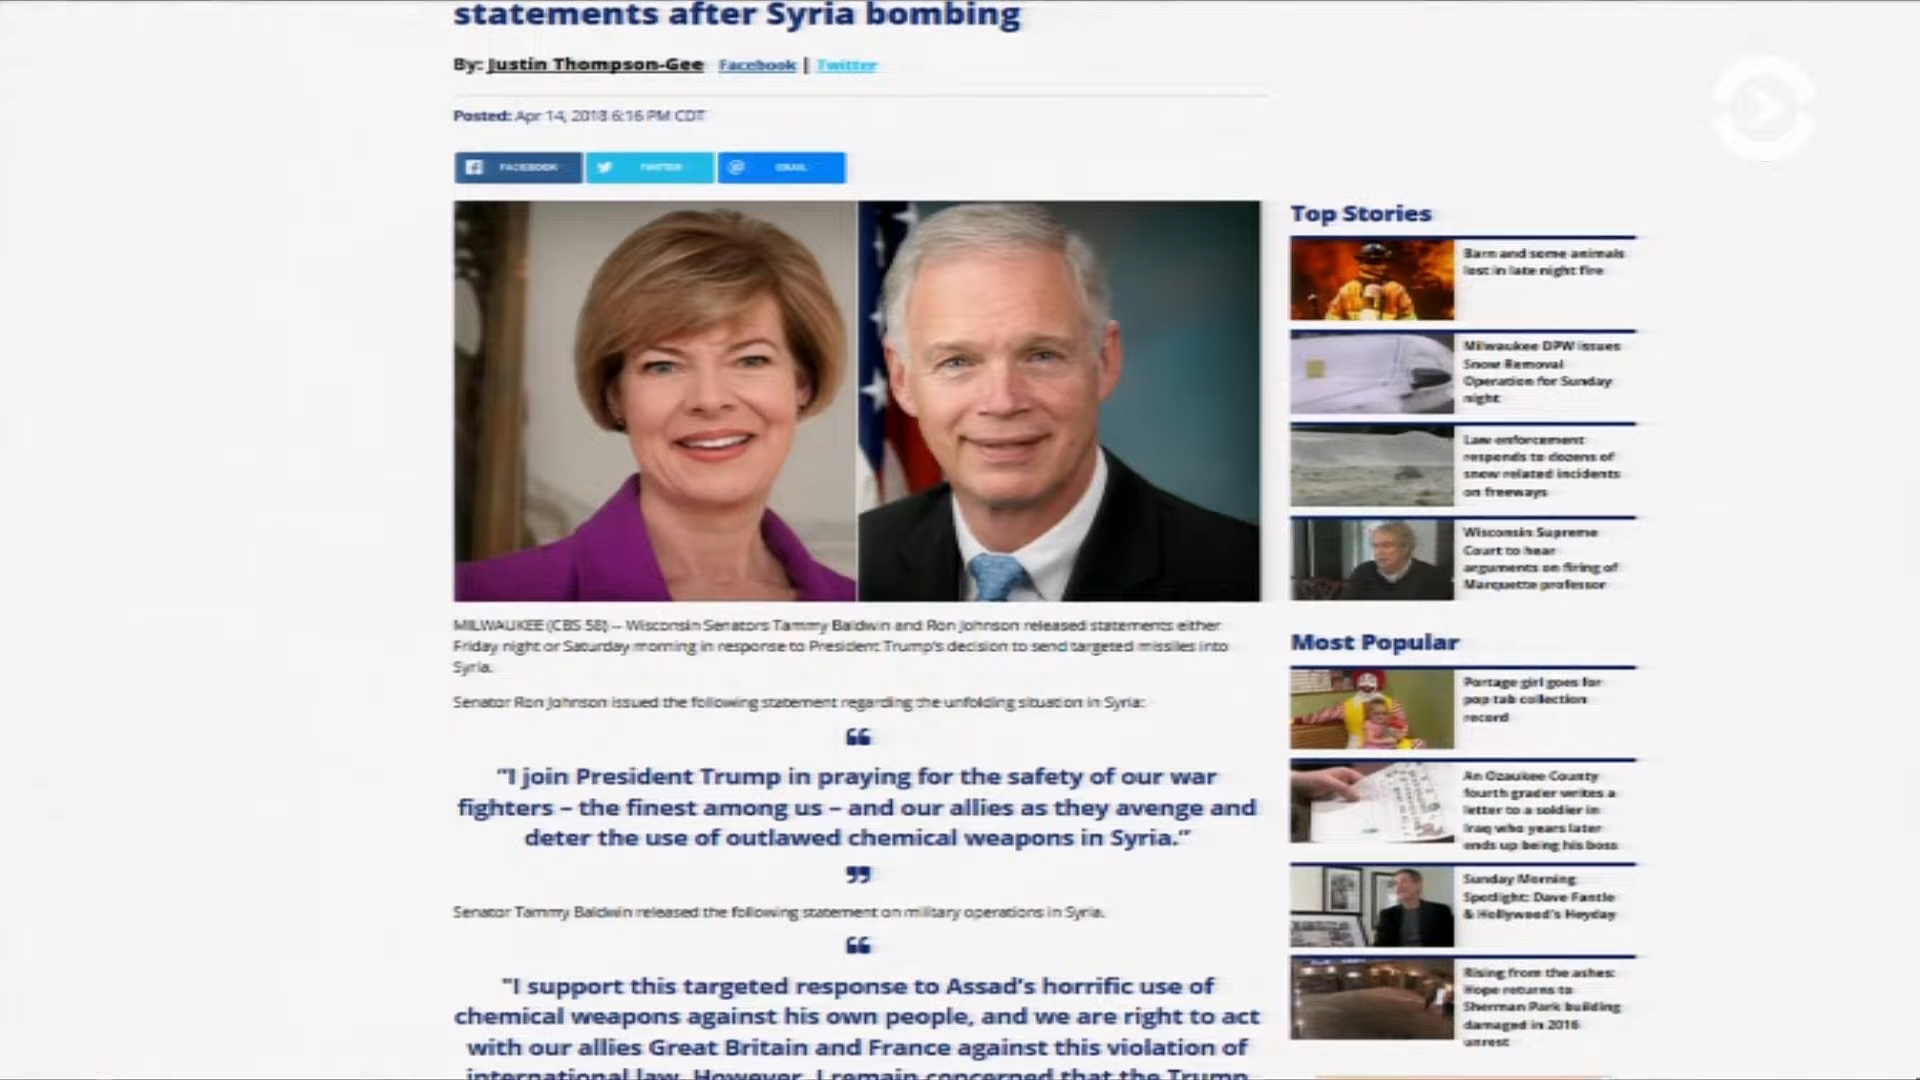 statements after Syria bombing
By: Justin Thompson-Gee Facebook | Twitter
Posted: Apr 14, 2018 6:16 PM CDT
FACEBOOK
TWITTER
EMAIL
MILWAUKEE (CBS 58) -- Wisconsin Senators Tammy Baldwin and Ron Johnson released statements either
Friday night or Saturday morning in response to President Trump's decision to send targeted missiles into
Syria.
Senator Ron Johnson issued the following statement regarding the unfolding situation in Syria:
“
"I join President Trump in praying for the safety of our war
fighters – the finest among us – and our allies as they avenge and
deter the use of outlawed chemical weapons in Syria."
”
Senator Tammy Baldwin released the following statement on military operations in Syria.
“
"I support this targeted response to Assad's horrific use of
chemical weapons against his own people, and we are right to act
with our allies Great Britain and France against this violation of
international law. However, I remain concerned that the Trump
Top Stories
Barn and some animals
lost in late night fire
Milwaukee DPW issues
Snow Removal
Operation for Sunday
night
Law enforcement
responds to dozens of
snow related incidents
on freeways
Wisconsin Supreme
Court to hear
arguments on firing of
Marquette professor
Most Popular
Portage girl goes for
pop tab collection
record
An Ozaukee County
fourth grader writes a
letter to a soldier in
Iraq who years later
ends up being his boss
Sunday Morning
Spotlight: Dave Fantle
& Hollywood's Heyday
Rising from the ashes:
Hope returns to
Sherman Park building
damaged in 2016
unrest